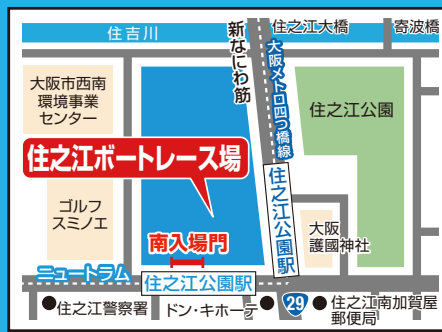 住吉川
住之江大橋
寄波橋
新なにわ筋
大阪メトロ四つ橋線
大阪市西南
環境事業
センター
住之江公園
住之江ボートレース場
ゴルフ
スミノエ
住之江公園駅
大阪
護國神社
南入場門
ニュートラム
住之江公園駅
住之江警察署
ドン・キホーテ
29
住之江南加賀屋
郵便局